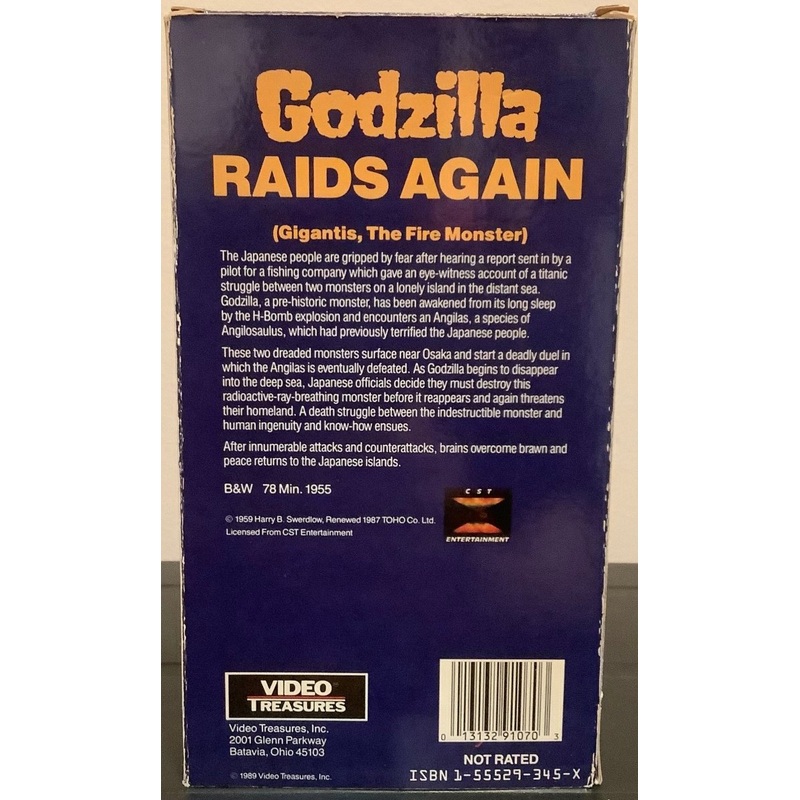 Godzilla
RAIDS AGAIN
(Gigantis, The Fire Monster)
The Japanese people are gripped by fear after hearing a report sent in by a
pilot for a fishing company which gave an eye-witness account of a titanic
struggle between two monsters on a lonely island in the distant sea.
Godzilla, a pre-historic monster, has been awakened from its long sleep
by the H-Bomb explosion and encounters an Angilas, a species of
Angilosaulus, which had previously terrified the Japanese people.
These two dreaded monsters surface near Osaka and start a deadly duel in
which the Angilas is eventually defeated. As Godzilla begins to disappear
into the deep sea, Japanese officials decide they must destroy this
radioactive-ray-breathing monster before it reappears and again threatens
their homeland. A death struggle between the indestructible monster and
human ingenuity and know-how ensues.
After innumerable attacks and counterattacks, brains overcome brawn and
peace returns to the Japanese islands.
B&W 78 Min. 1955
© 1959 Harry B. Swerdlow, Renewed 1987 TOHO Co. Ltd.
Licensed From CST Entertainment
CST
ENTERTAINMENT
VIDEO
TREASURES
Video Treasures, Inc.
2001 Glenn Parkway
Batavia, Ohio 45103
© 1989 Video Treasures, Inc.
0 13132 91070 3
NOT RATED
ISBN 1-55529-345-X